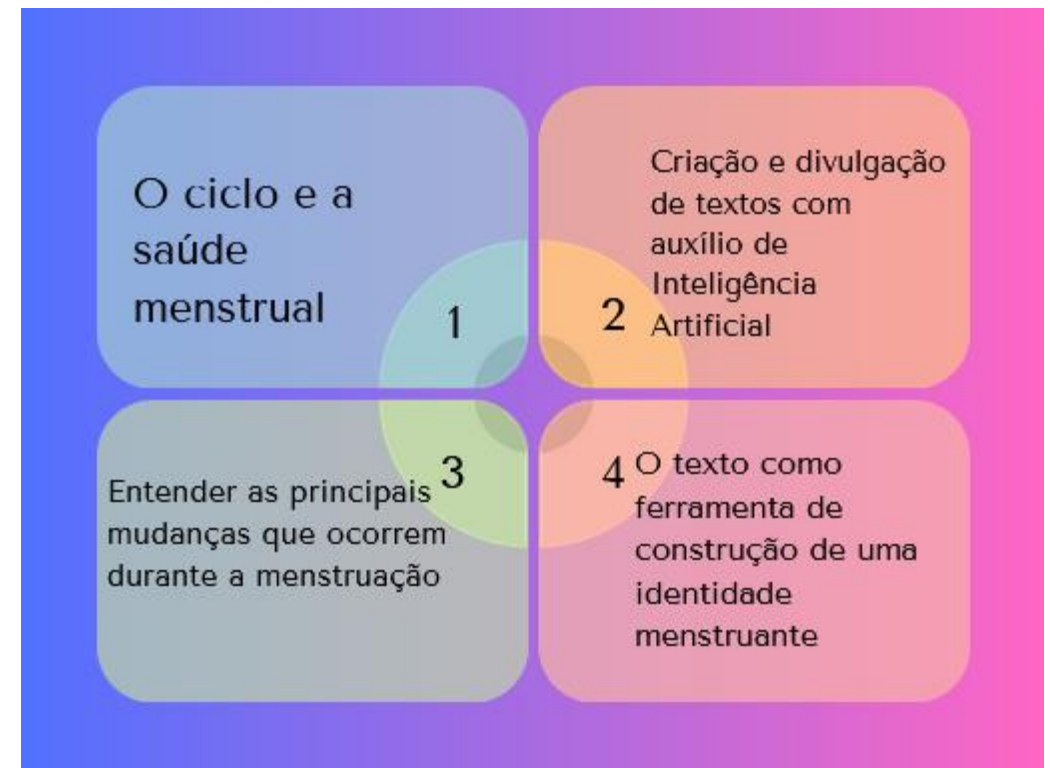 O ciclo e a
saúde
menstrual
1
Criação e divulgação
de textos com
auxílio de
Inteligência
Artificial
2
Entender as principais
mudanças que ocorrem
durante a menstruação
3
4
O texto como
ferramenta de
construção de uma
identidade
menstruante